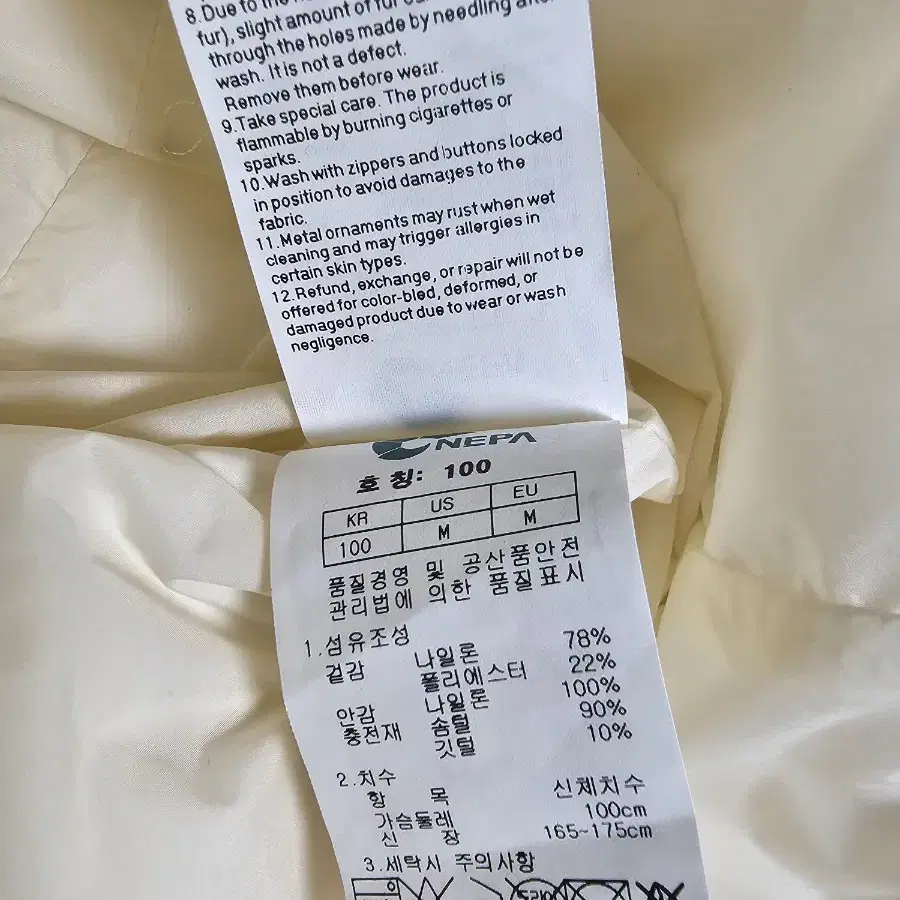 8.Due to the
fur), slight amount of fur
through the holes made by needling after
wash. It is not a defect.
Remove them before wear.
9.Take special care. The product is
flammable by burning cigarettes or
sparks.
10.Wash with zippers and buttons locked
in position to avoid damages to the
fabric.
11.Metal ornaments may rust when wet
cleaning and may trigger allergies in
certain skin types.
12.Refund, exchange, or repair will not be
offered for color-bled, deformed, or
damaged product due to wear or wash
negligence.
NEPA
호 칭: 100
KR US EU
100 M M
품질경영 및 공산품안전
관리법에 의한 품질표시
1.섬유조성
겉감 나일론 78%
폴리에스터 22%
안감 나일론 100%
충전재 솜털 90%
깃털 10%
2.치수
항 목 신체치수
가슴둘레 100cm
신 장 165~175cm
3.세탁시 주의사항